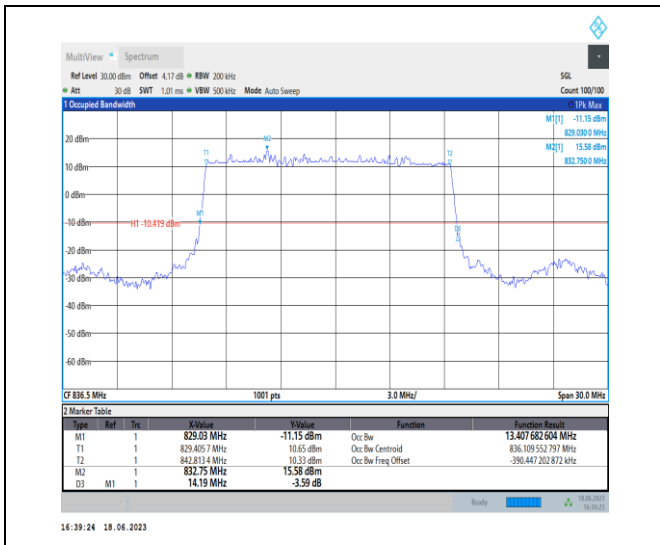 MultiView Spectrum
Ref Level 30.00 dBm Offset 4.17 dB RBW 200 kHz SGL
Att 30 dB SWT 1.01 ms VBW 500 kHz Mode Auto Sweep Count 100/100
1 Occupied Bandwidth 1Pk Max
M1[1] -11.15 dBm
829.030 0 MHz
M2[1] 15.58 dBm
832.750 0 MHz
20 dBm
T1 M2 T2
10 dBm
0 dBm
M1
-10 dBm H1 -10.419 dBm
D3
-20 dBm
-30 dBm
-40 dBm
-50 dBm
-60 dBm
CF 836.5 MHz 1001 pts 3.0 MHz/ Span 30.0 MHz
2 Marker Table
Type Ref Trc X-Value Y-Value Function Function Result
M1 1 829.03 MHz -11.15 dBm Occ Bw 13.407 682 604 MHz
T1 1 829.405 7 MHz 10.65 dBm Occ Bw Centroid 836.109 552 797 MHz
T2 1 842.813 4 MHz 10.33 dBm Occ Bw Freq Offset -390.447 202 872 kHz
M2 1 832.75 MHz 15.58 dBm
D3 M1 1 14.19 MHz -3.59 dB
Ready 18.06.2023
16:39:23
16:39:24 18.06.2023